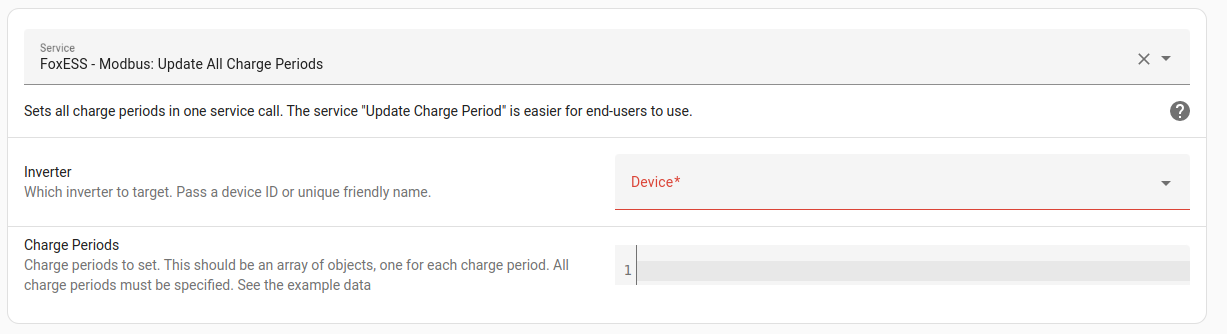 Service
FoxESS - Modbus: Update All Charge Periods
Sets all charge periods in one service call. The service "Update Charge Period" is easier for end-users to use.
Inverter
Which inverter to target. Pass a device ID or unique friendly name.
Device*
Charge Periods
Charge periods to set. This should be an array of objects, one for each charge period. All
charge periods must be specified. See the example data
1